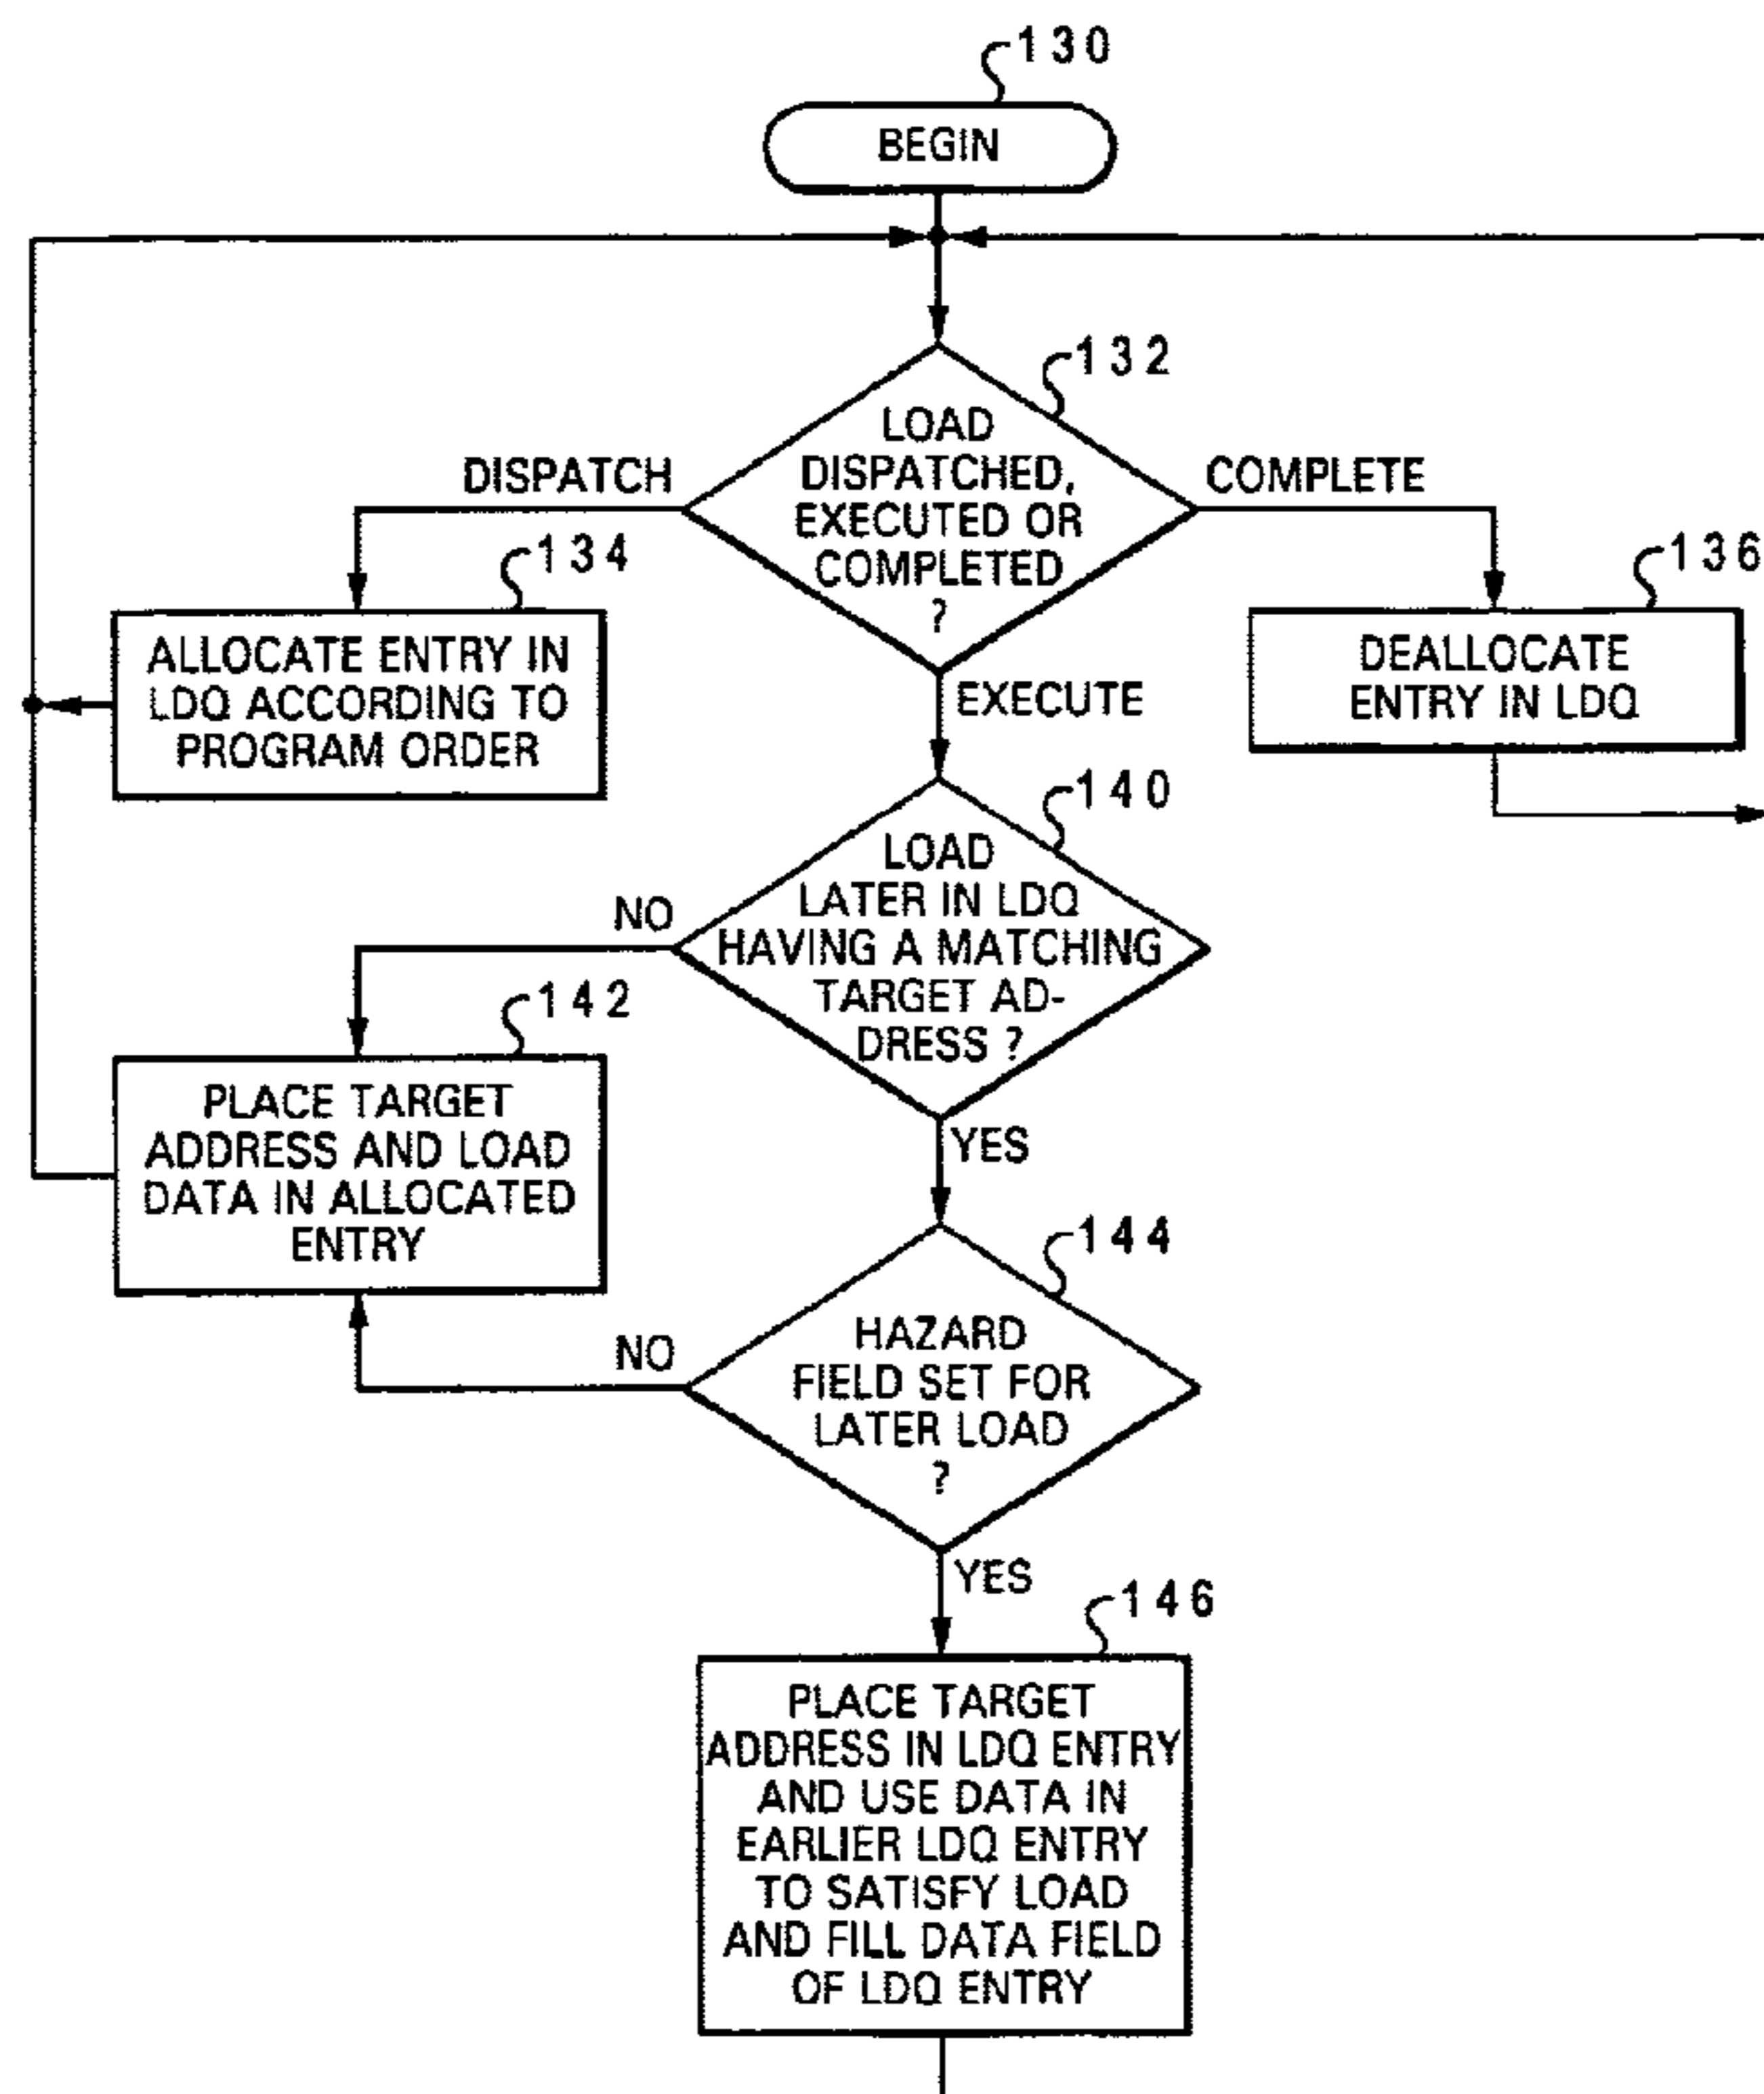 130
BEGIN
132
LOAD
DISPATCHED,
EXECUTED OR
COMPLETED
?
DISPATCH
COMPLETE
EXECUTE
134
ALLOCATE ENTRY IN
LDQ ACCORDING TO
PROGRAM ORDER
136
DEALLOCATE
ENTRY IN LDQ
140
LOAD
LATER IN LDQ
HAVING A MATCHING
TARGET AD-
DRESS ?
NO
YES
142
PLACE TARGET
ADDRESS AND LOAD
DATA IN ALLOCATED
ENTRY
144
HAZARD
FIELD SET FOR
LATER LOAD
?
NO
YES
146
PLACE TARGET
ADDRESS IN LDQ ENTRY
AND USE DATA IN
EARLIER LDQ ENTRY
TO SATISFY LOAD
AND FILL DATA FIELD
OF LDQ ENTRY